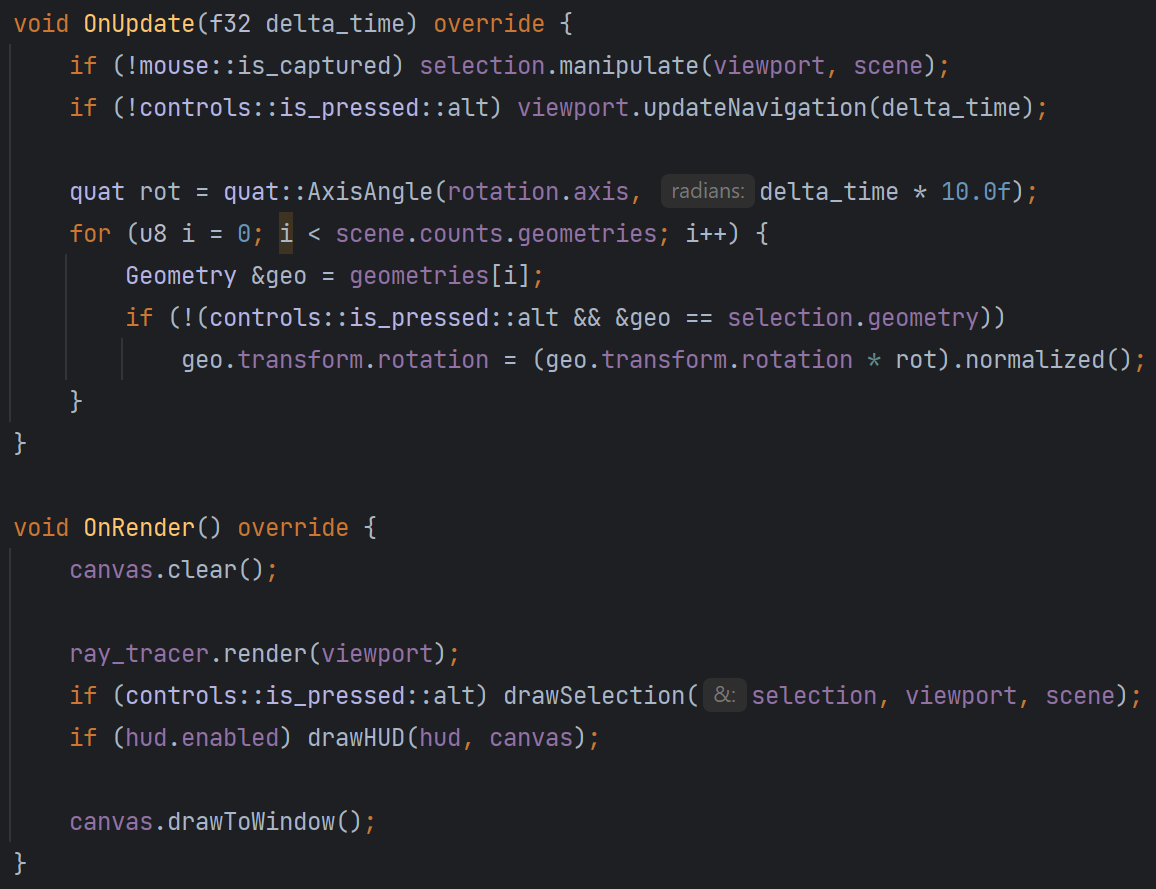 void OnUpdate(f32 delta_time) override {
    if (!mouse::is_captured) selection.manipulate(viewport, scene);
    if (!controls::is_pressed::alt) viewport.updateNavigation(delta_time);

    quat rot = quat::AxisAngle(rotation.axis, radians: delta_time * 10.0f);
    for (u8 i = 0; i < scene.counts.geometries; i++) {
        Geometry &geo = geometries[i];
        if (!(controls::is_pressed::alt && &geo == selection.geometry))
            geo.transform.rotation = (geo.transform.rotation * rot).normalized();
    }
}

void OnRender() override {
    canvas.clear();

    ray_tracer.render(viewport);
    if (controls::is_pressed::alt) drawSelection( &: selection, viewport, scene);
    if (hud.enabled) drawHUD(hud, canvas);

    canvas.drawToWindow();
}